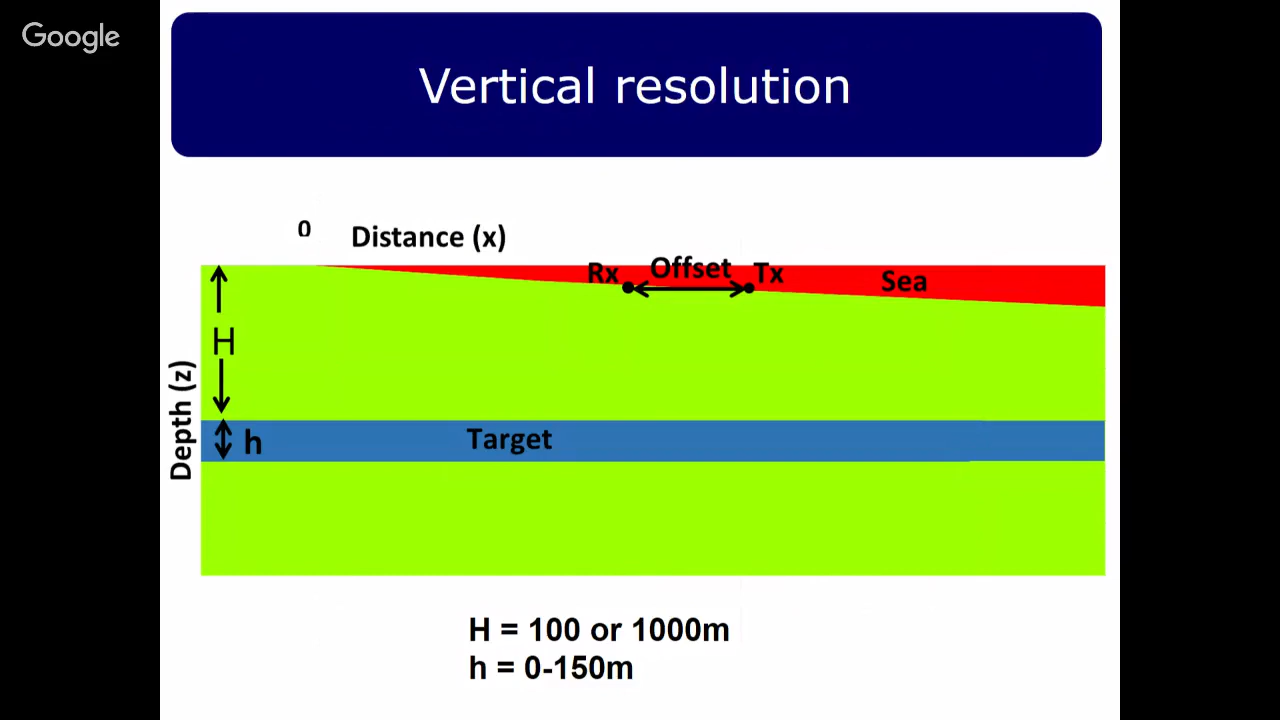 Google
Vertical resolution
0
Distance (x)
Rx Offset Tx
Sea
H
Depth (z)
h
Target
H = 100 or 1000m
h = 0-150m